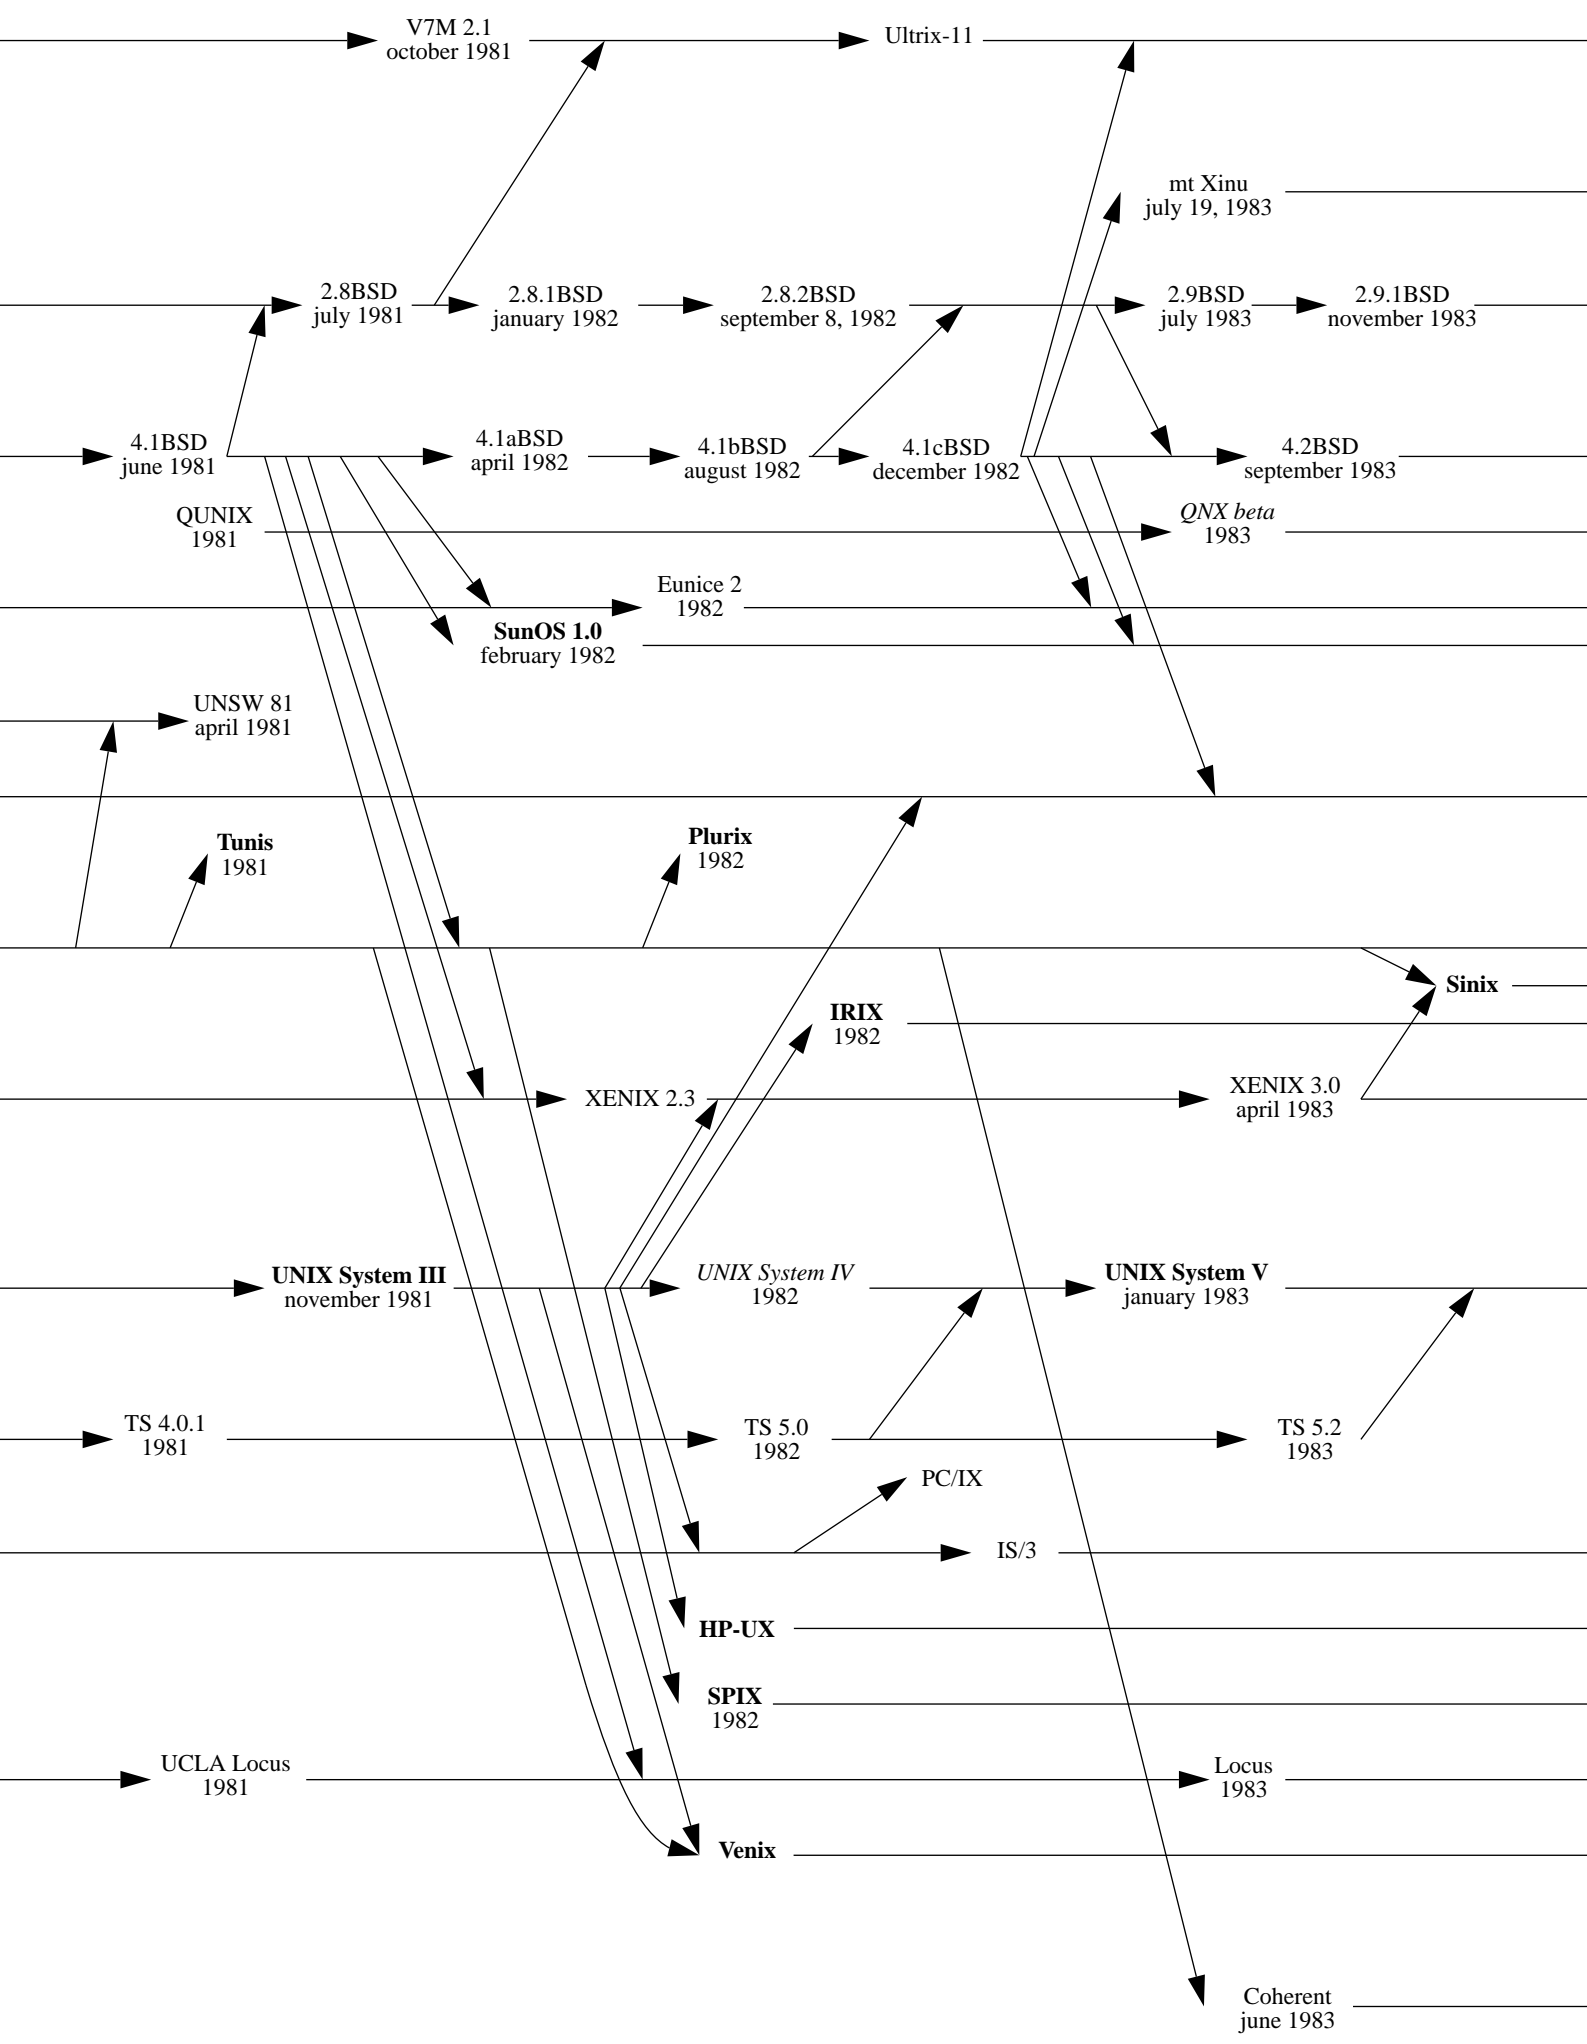 V7M 2.1
october 1981
Ultrix-11
mt Xinu
july 19, 1983
2.8BSD
july 1981
2.8.1BSD
january 1982
2.8.2BSD
september 8, 1982
2.9BSD
july 1983
2.9.1BSD
november 1983
4.1BSD
june 1981
4.1aBSD
april 1982
4.1bBSD
august 1982
4.1cBSD
december 1982
4.2BSD
september 1983
QUNIX
1981
QNX beta
1983
Eunice 2
1982
SunOS 1.0
february 1982
UNSW 81
april 1981
Tunis
1981
Plurix
1982
Sinix
IRIX
1982
XENIX 2.3
XENIX 3.0
april 1983
UNIX System III
november 1981
UNIX System IV
1982
UNIX System V
january 1983
TS 4.0.1
1981
TS 5.0
1982
TS 5.2
1983
PC/IX
IS/3
HP-UX
SPIX
1982
UCLA Locus
1981
Locus
1983
Venix
Coherent
june 1983